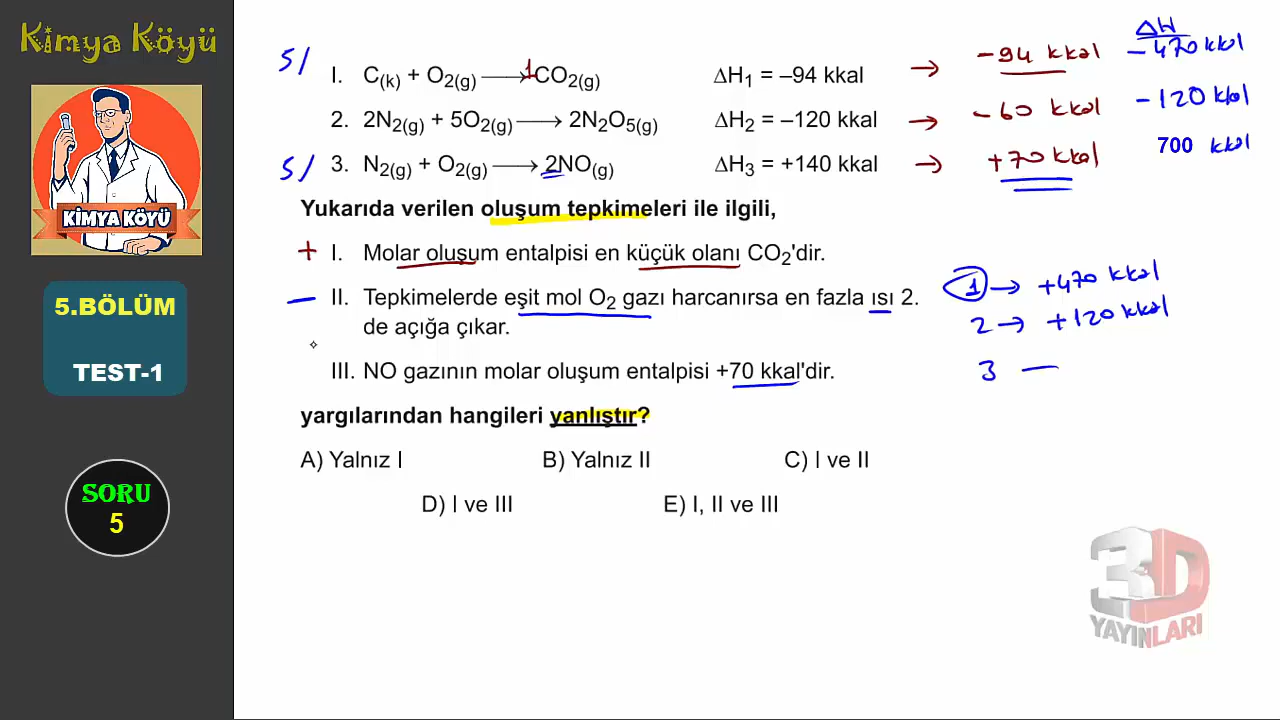 Kimya Köyü
KİMYA KÖYÜ
5.BÖLÜM
TEST-1
SORU
5
ΔH
5/ I. C(k) + O2(g) ⟶ 1CO2(g) ΔH1 = –94 kkal → -94 kkal -470 kkal
2. 2N2(g) + 5O2(g) ⟶ 2N2O5(g) ΔH2 = –120 kkal → -60 kkal -120 kkal
5/ 3. N2(g) + O2(g) ⟶ 2NO(g) ΔH3 = +140 kkal → +70 kkal 700 kkal
Yukarıda verilen oluşum tepkimeleri ile ilgili,
+ I. Molar oluşum entalpisi en küçük olanı CO2'dir.
– II. Tepkimelerde eşit mol O2 gazı harcanırsa en fazla ısı 2.
de açığa çıkar.
III. NO gazının molar oluşum entalpisi +70 kkal'dir.
1 → +470 kkal
2 → +120 kkal
3 —
yargılarından hangileri yanlıştır?
A) Yalnız I B) Yalnız II C) I ve II
D) I ve III E) I, II ve III
3D
YAYINLARI